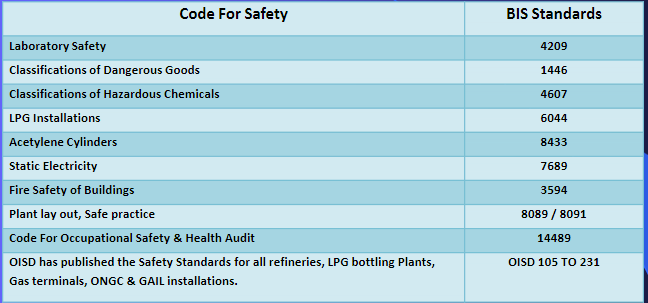 Code For Safety BIS Standards
Laboratory Safety 4209
Classifications of Dangerous Goods 1446
Classifications of Hazardous Chemicals 4607
LPG Installations 6044
Acetylene Cylinders 8433
Static Electricity 7689
Fire Safety of Buildings 3594
Plant lay out, Safe practice 8089 / 8091
Code For Occupational Safety & Health Audit 14489
OISD has published the Safety Standards for all refineries, LPG bottling Plants, OISD 105 TO 231
Gas terminals, ONGC & GAIL installations.